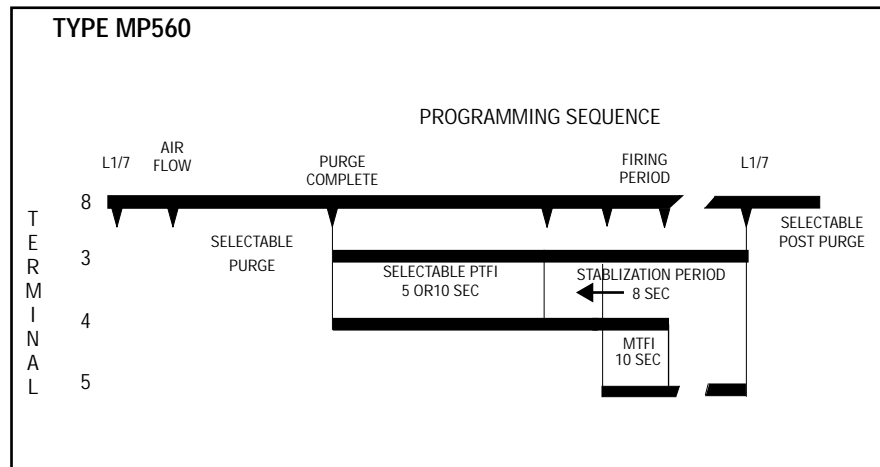 TYPE MP560
PROGRAMMING SEQUENCE
L1/7
AIR
FLOW
PURGE
COMPLETE
FIRING
PERIOD
L1/7
8
SELECTABLE
POST PURGE
TERMINAL
SELECTABLE
PURGE
3
SELECTABLE PTFI
5 OR10 SEC
STABLIZATION PERIOD
8 SEC
4
MTFI
10 SEC
5